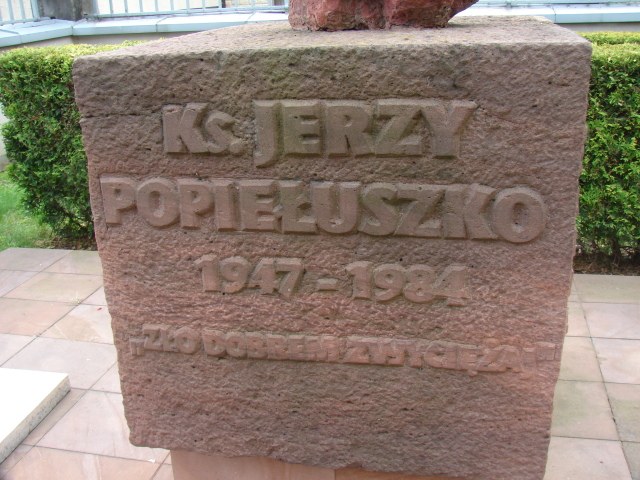 Ks. JERZY
POPIEŁUSZKO
1947-1984
„ZŁO DOBREM ZWYCIĘŻAJ"